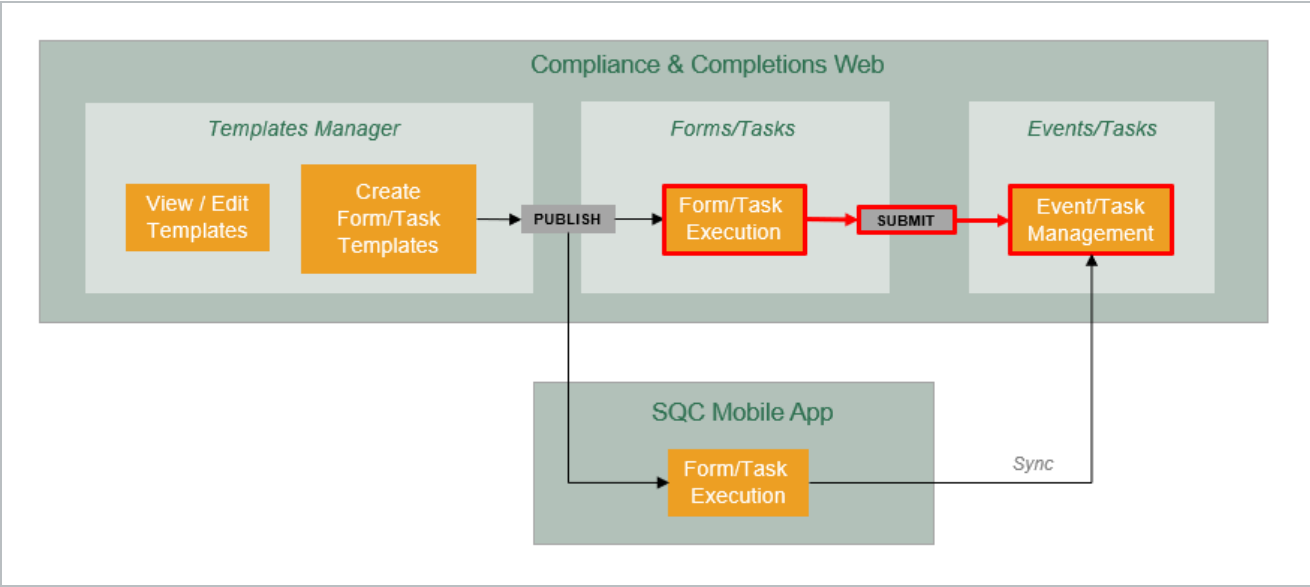 Compliance & Completions Web
Templates Manager
View / Edit
Templates
Create
Form/Task
Templates
PUBLISH
Forms/Tasks
Form/Task
Execution
SUBMIT
Events/Tasks
Event/Task
Management
SQC Mobile App
Form/Task
Execution
Sync